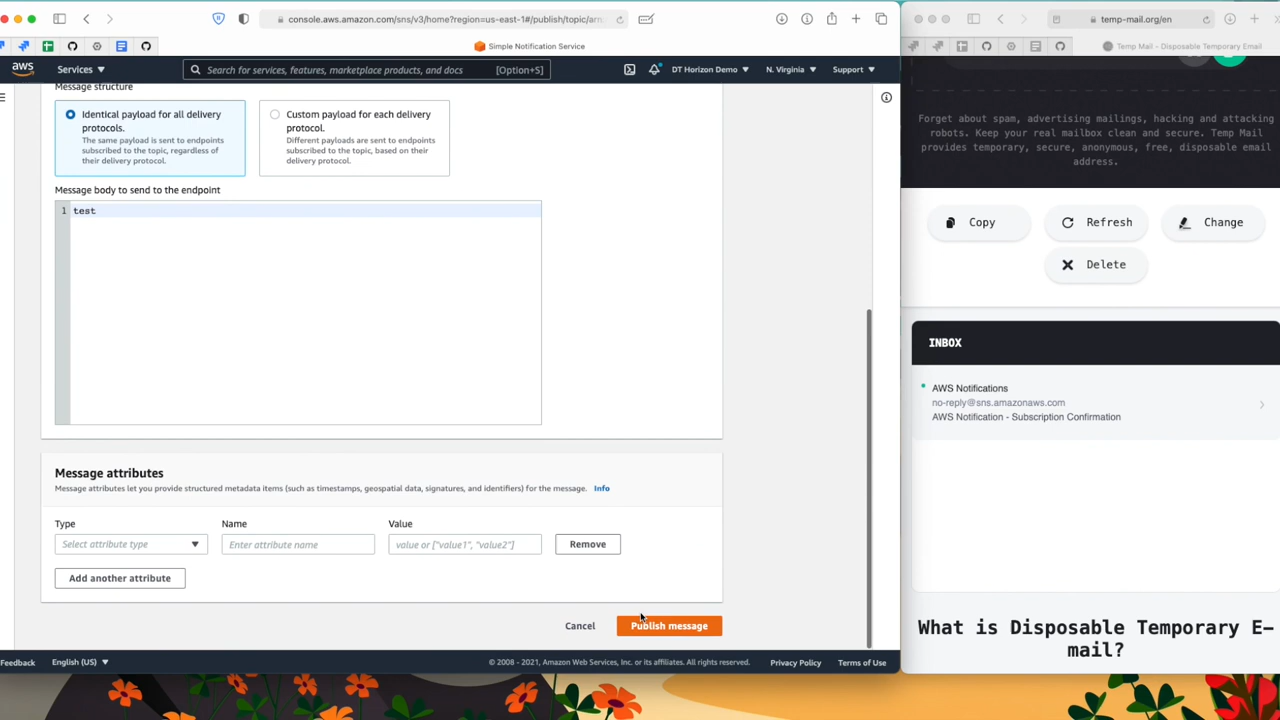 console.aws.amazon.com/sns/v3/home?region=us-east-1#/publish/topic/arn
Simple Notification Service
aws
Services
Search for services, features, marketplace products, and docs
[Option+S]
DT Horizon Demo
N. Virginia
Support
Message structure
Identical payload for all delivery
protocols.
The same payload is sent to endpoints
subscribed to the topic, regardless of
their delivery protocol.
Custom payload for each delivery
protocol.
Different payloads are sent to endpoints
subscribed to the topic, based on their
delivery protocol.
Message body to send to the endpoint
1 test
Message attributes
Message attributes let you provide structured metadata items (such as timestamps, geospatial data, signatures, and identifiers) for the message. Info
Type
Name
Value
Select attribute type
Enter attribute name
value or ["value1", "value2"]
Remove
Add another attribute
Cancel
Publish message
Feedback
English (US)
© 2008 - 2021, Amazon Web Services, Inc. or its affiliates. All rights reserved.
Privacy Policy
Terms of Use
temp-mail.org/en
Temp Mail - Disposable Temporary Email
Forget about spam, advertising mailings, hacking and attacking
robots. Keep your real mailbox clean and secure. Temp Mail
provides temporary, secure, anonymous, free, disposable email
address.
Copy
Refresh
Change
Delete
INBOX
AWS Notifications
no-reply@sns.amazonaws.com
AWS Notification - Subscription Confirmation
What is Disposable Temporary E-
mail?